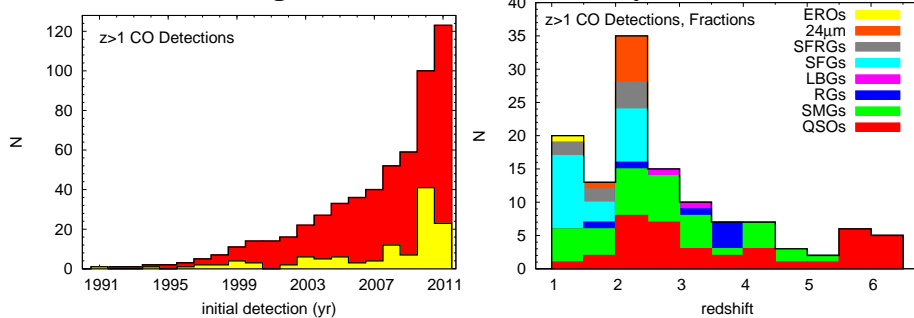 z>1 CO Detections
120
100
80
60
40
20
0
N
1991 1995 1999 2003 2007 2011
initial detection (yr)
z>1 CO Detections, Fractions
EROs
24μm
SFRGs
SFGs
LBGs
RGs
SMGs
QSOs
40
35
30
25
20
15
10
5
0
N
1 2 3 4 5 6
redshift